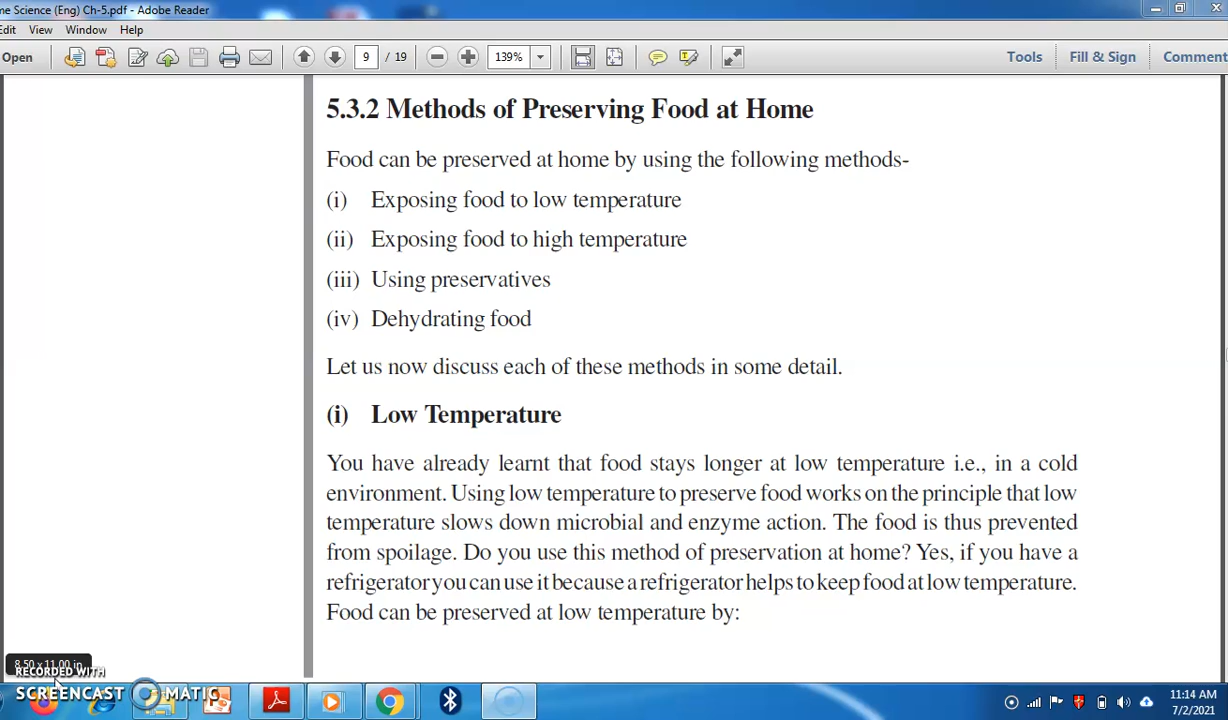 me Science (Eng) Ch-5.pdf - Adobe Reader
Edit View Window Help
Open 9 / 19 139% Tools Fill & Sign Comment
5.3.2 Methods of Preserving Food at Home
Food can be preserved at home by using the following methods-
(i) Exposing food to low temperature
(ii) Exposing food to high temperature
(iii) Using preservatives
(iv) Dehydrating food
Let us now discuss each of these methods in some detail.
(i) Low Temperature
You have already learnt that food stays longer at low temperature i.e., in a cold
environment. Using low temperature to preserve food works on the principle that low
temperature slows down microbial and enzyme action. The food is thus prevented
from spoilage. Do you use this method of preservation at home? Yes, if you have a
refrigerator you can use it because a refrigerator helps to keep food at low temperature.
Food can be preserved at low temperature by:
8.50 x 11.00 in
RECORDED WITH
SCREENCAST MATIC
11:14 AM
7/2/2021